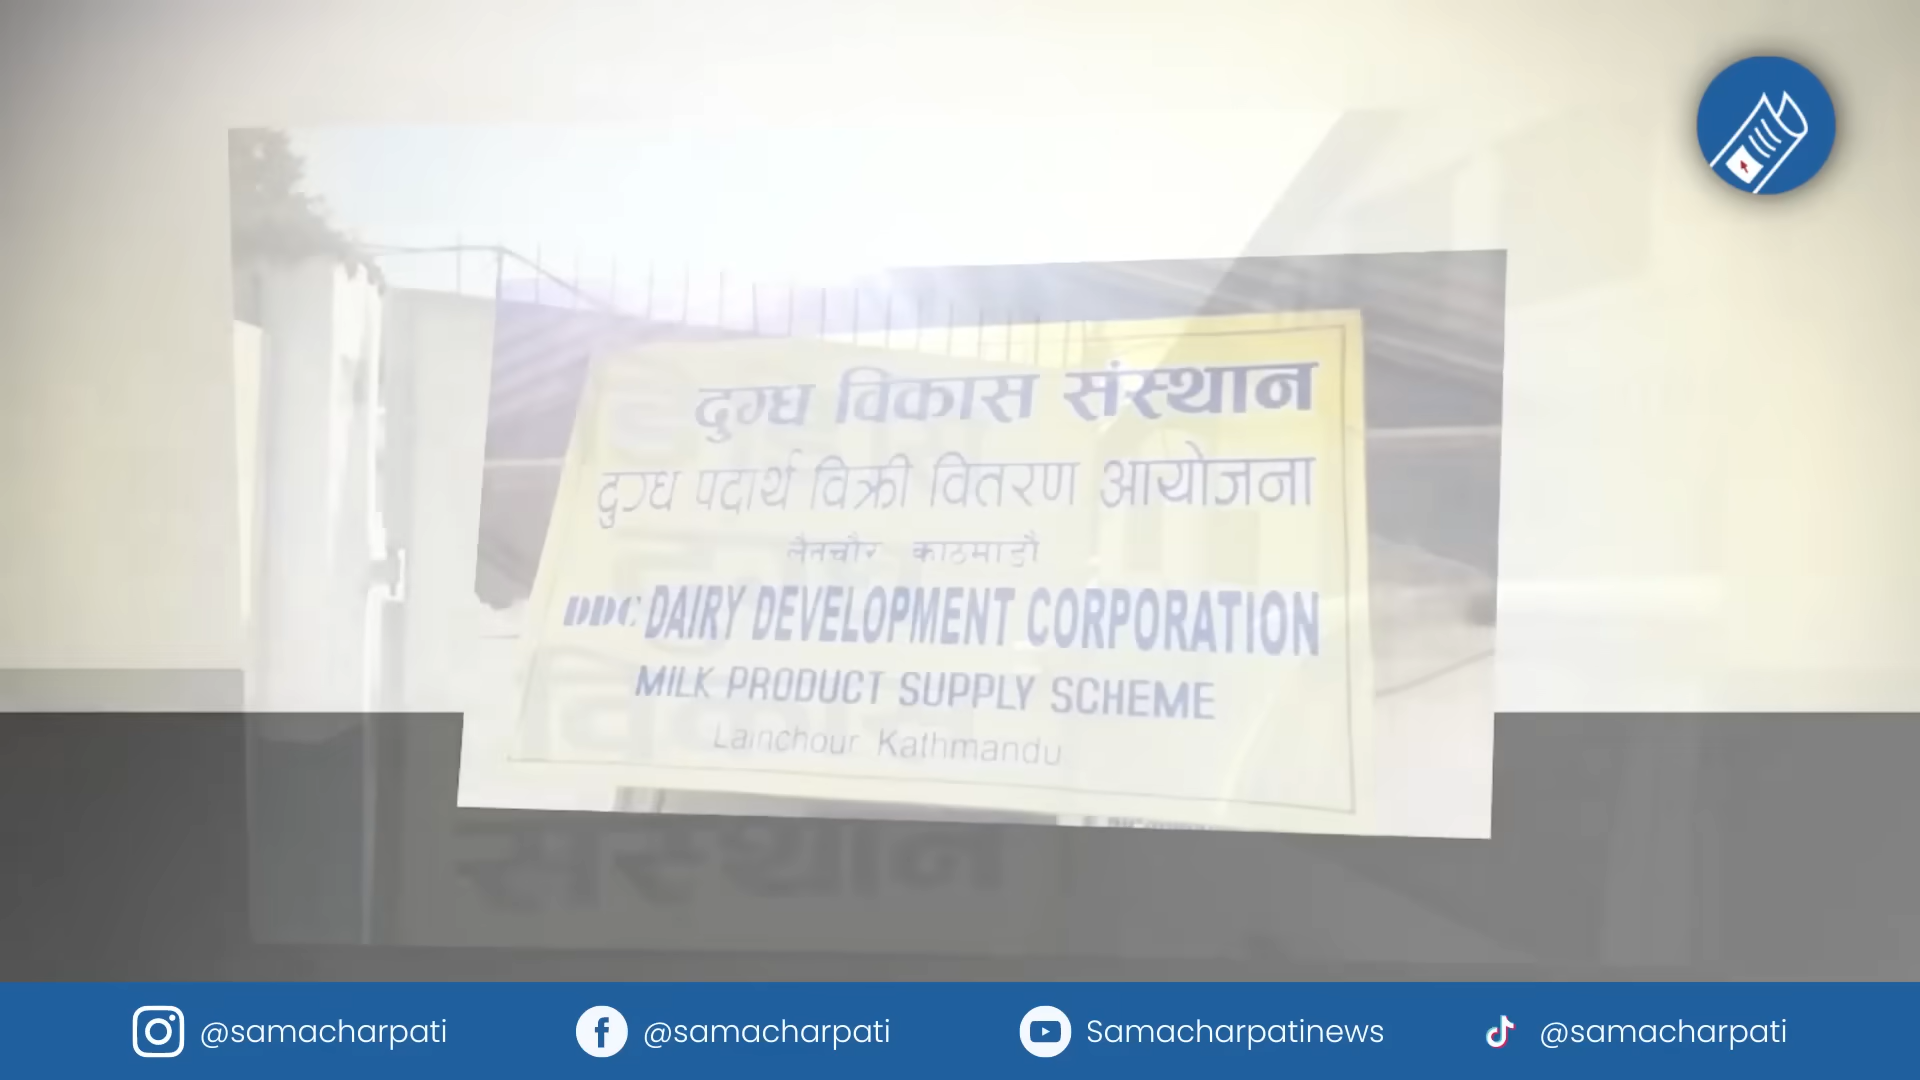 दुग्ध विकास संस्थान
दुग्ध पदार्थ विक्री वितरण आयोजना
लैनचौर काठमाडौं
DDC DAIRY DEVELOPMENT CORPORATION
MILK PRODUCT SUPPLY SCHEME
Lainchour Kathmandu
संस्थान
@samacharpati
@samacharpati
Samacharpatinews
@samacharpati